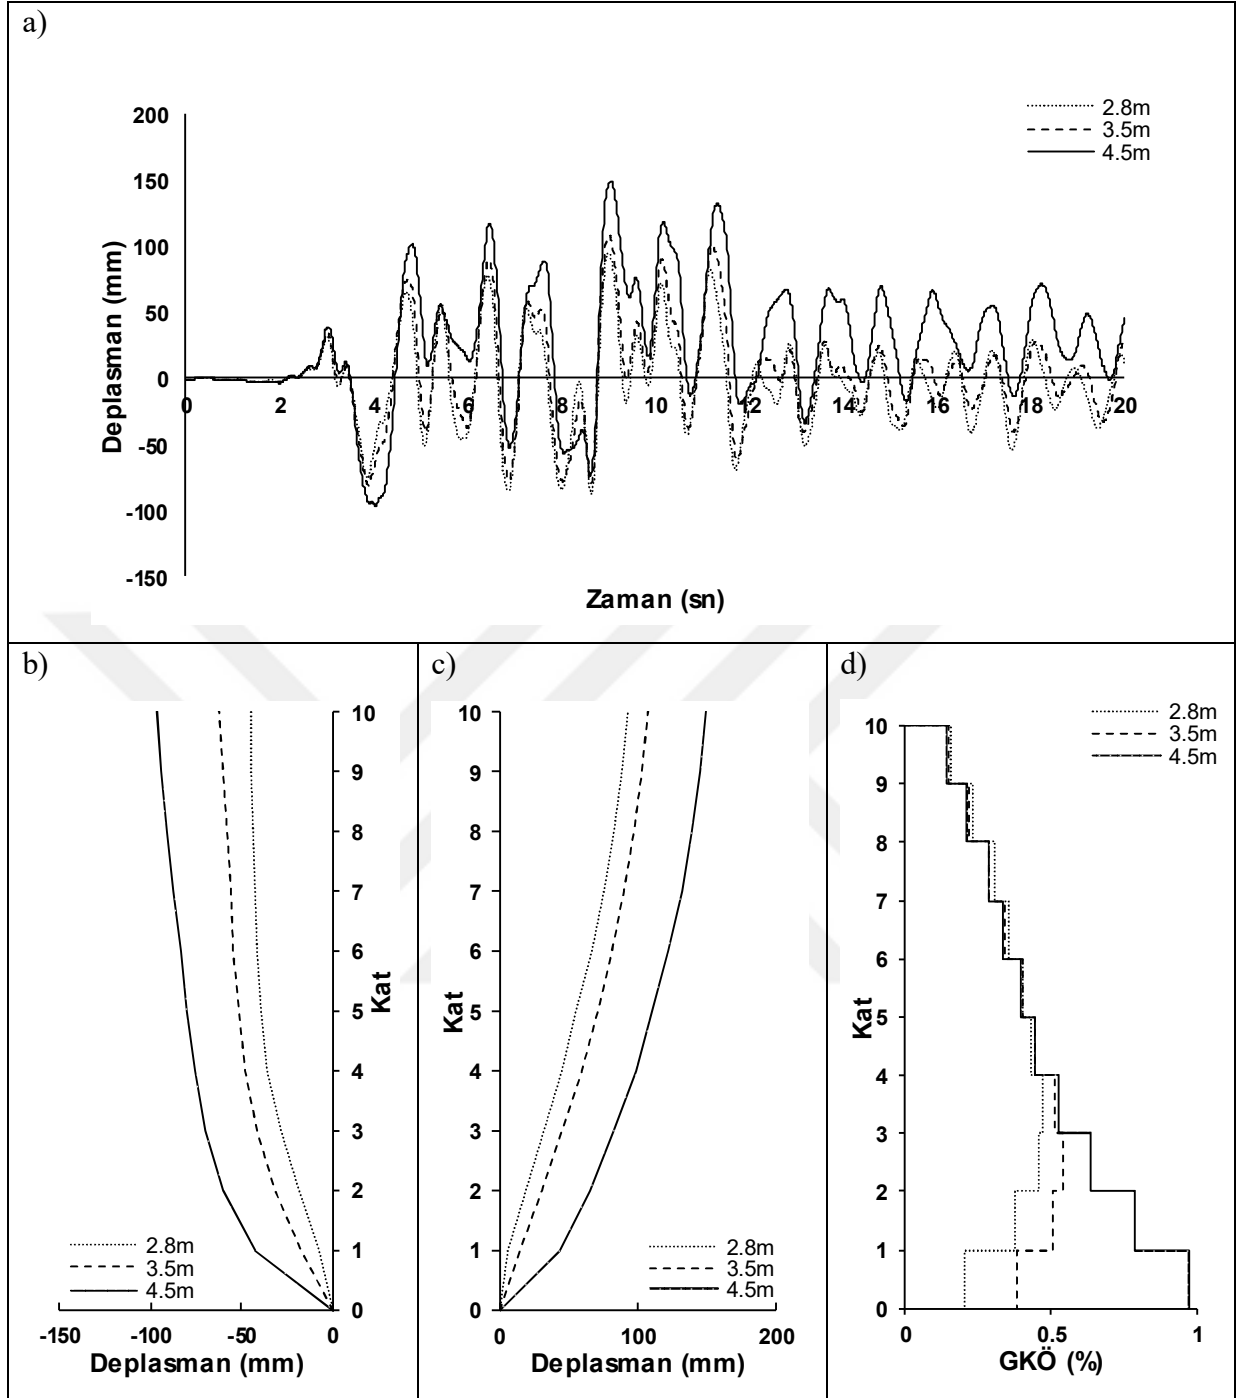 a)
200
150
100
50
0
-50
-100
-150
Deplasman (mm)
0 2 4 6 8 10 12 14 16 18 20
Zaman (sn)
2.8m
3.5m
4.5m
b)
10
9
8
7
6
5
4
3
2
1
0
Kat
2.8m
3.5m
4.5m
-150 -100 -50 0
Deplasman (mm)
c)
10
9
8
7
6
5
4
3
2
1
0
Kat
2.8m
3.5m
4.5m
0 100 200
Deplasman (mm)
d)
2.8m
3.5m
4.5m
10
9
8
7
6
5
4
3
2
1
0
Kat
0 0.5 1
GKÖ (%)